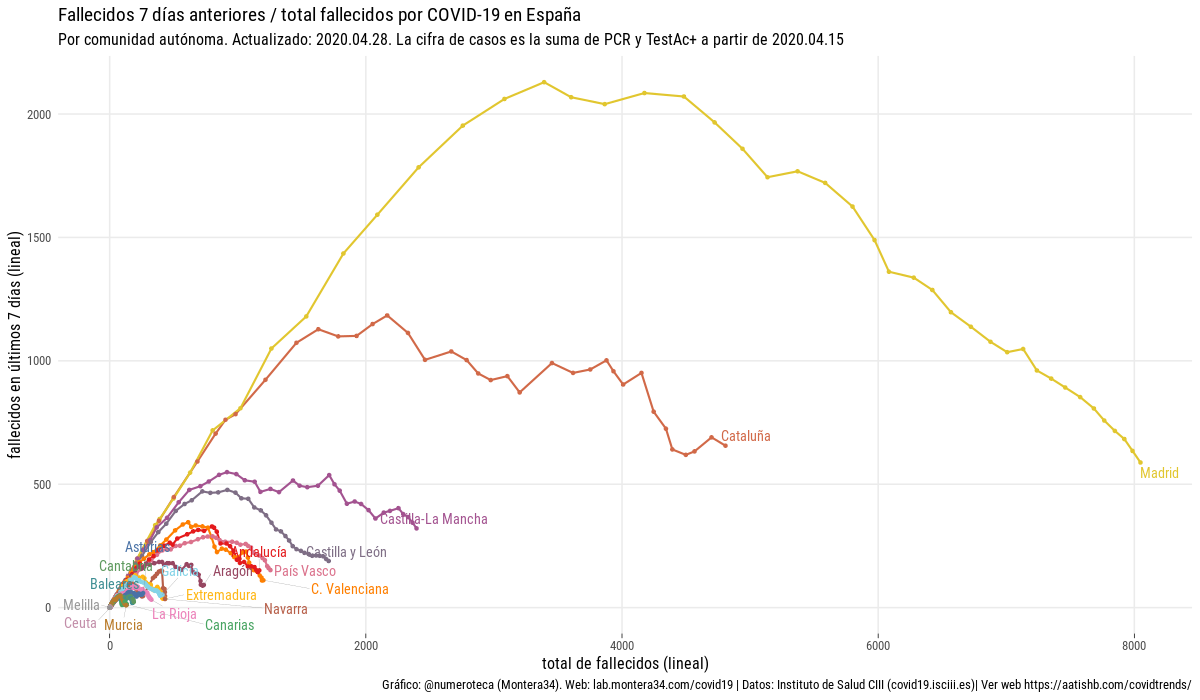 Fallecidos 7 días anteriores / total fallecidos por COVID-19 en España
Por comunidad autónoma. Actualizado: 2020.04.28. La cifra de casos es la suma de PCR y TestAc+ a partir de 2020.04.15
fallecidos en últimos 7 días (lineal)
2000
1500
1000
500
0
Cataluña
Madrid
Castilla-La Mancha
Asturias
Andalucía
Castilla y León
Cantabria
Galicia
Aragón
País Vasco
Baleares
C. Valenciana
Extremadura
Melilla
Navarra
La Rioja
Ceuta
Murcia
Canarias
0
2000
4000
6000
8000
total de fallecidos (lineal)
Gráfico: @numeroteca (Montera34). Web: lab.montera34.com/covid19 | Datos: Instituto de Salud CIII (covid19.isciii.es)| Ver web https://aatishb.com/covidtrends/